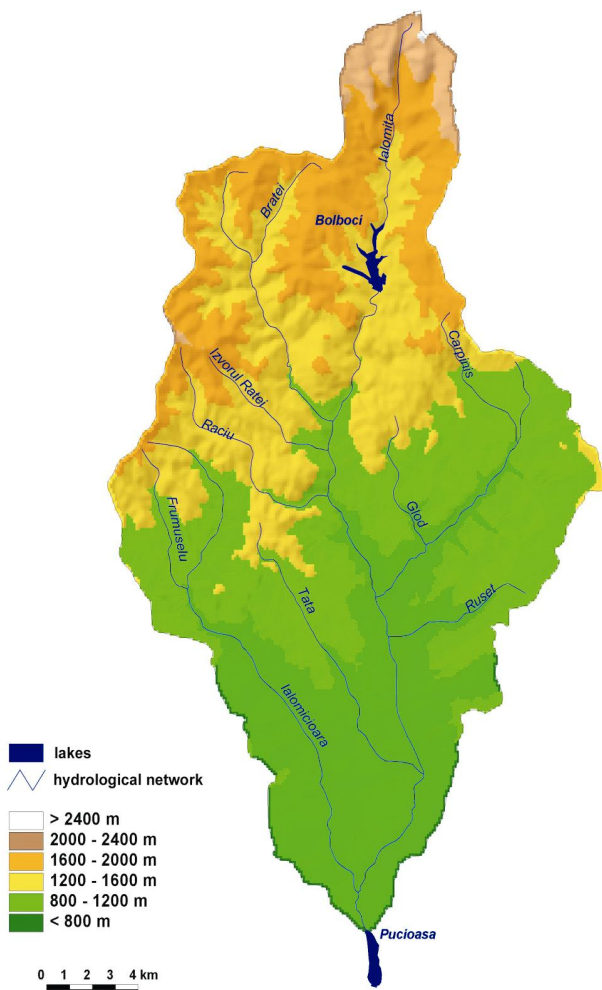 Ialomita
Bratei
Bolboci
Carpinis
Izvorul Ratei
Raciu
Glod
Frumuselu
Tata
Ruset
Ialomicioara
lakes
hydrological network
> 2400 m
2000 - 2400 m
1600 - 2000 m
1200 - 1600 m
800 - 1200 m
< 800 m
Pucioasa
0 1 2 3 4 km